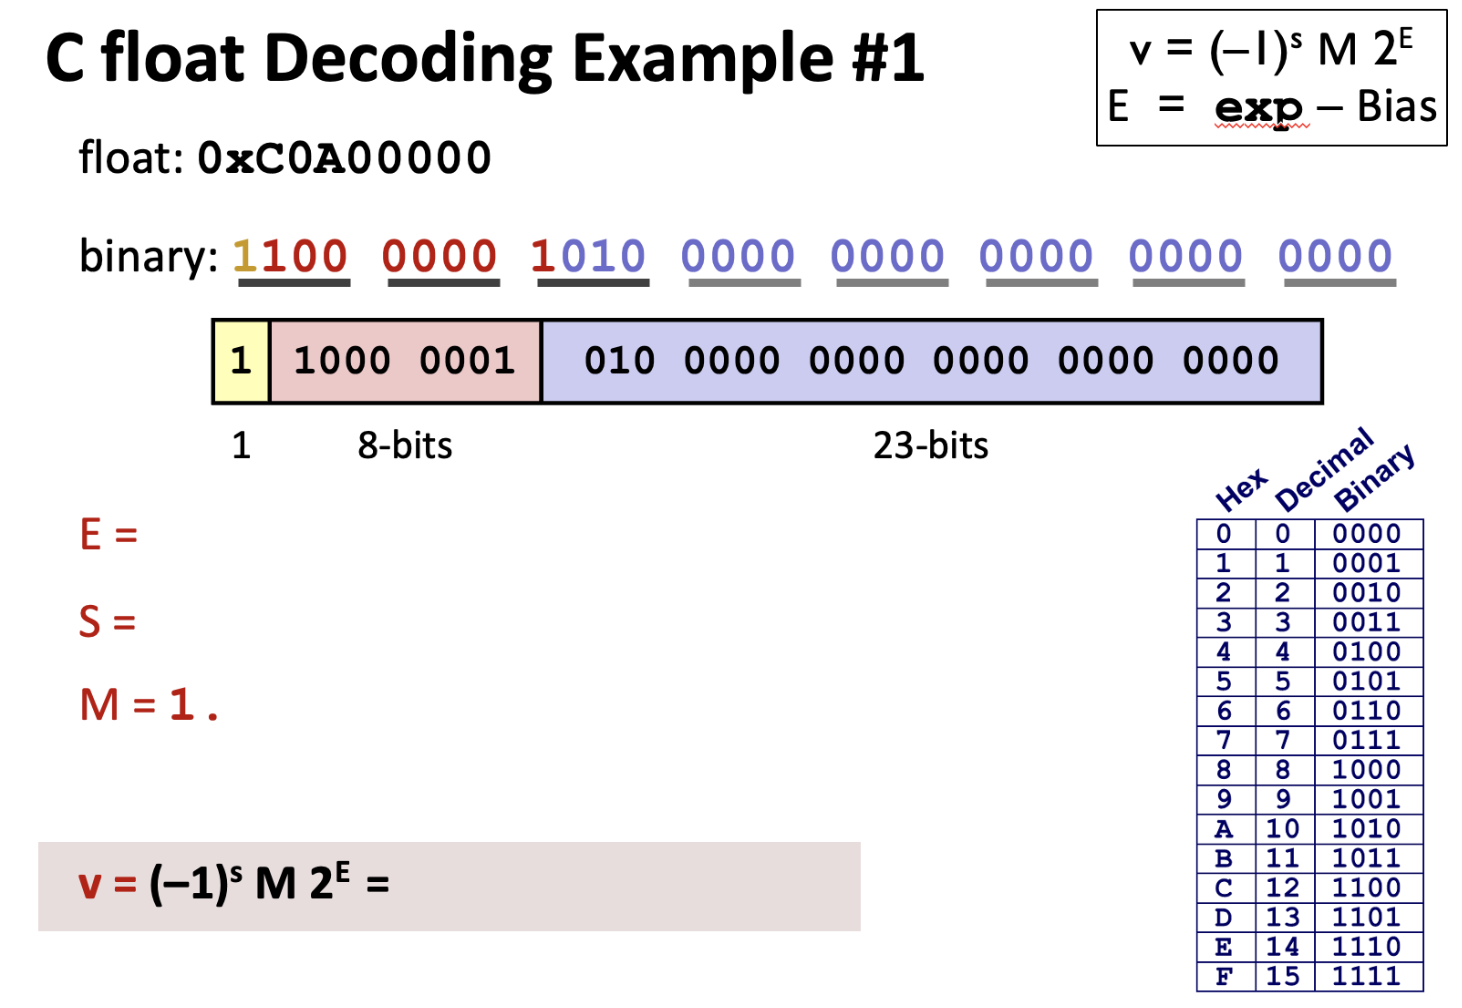 C float Decoding Example #1
v = (–1)ˢ M 2ᴱ
E = exp – Bias
float: 0xC0A00000
binary: 1100 0000 1010 0000 0000 0000 0000 0000
1 1000 0001 010 0000 0000 0000 0000 0000
1 8-bits 23-bits
E =
S =
M = 1.
v = (–1)ˢ M 2ᴱ =
Hex Decimal Binary
0 0 0000
1 1 0001
2 2 0010
3 3 0011
4 4 0100
5 5 0101
6 6 0110
7 7 0111
8 8 1000
9 9 1001
A 10 1010
B 11 1011
C 12 1100
D 13 1101
E 14 1110
F 15 1111